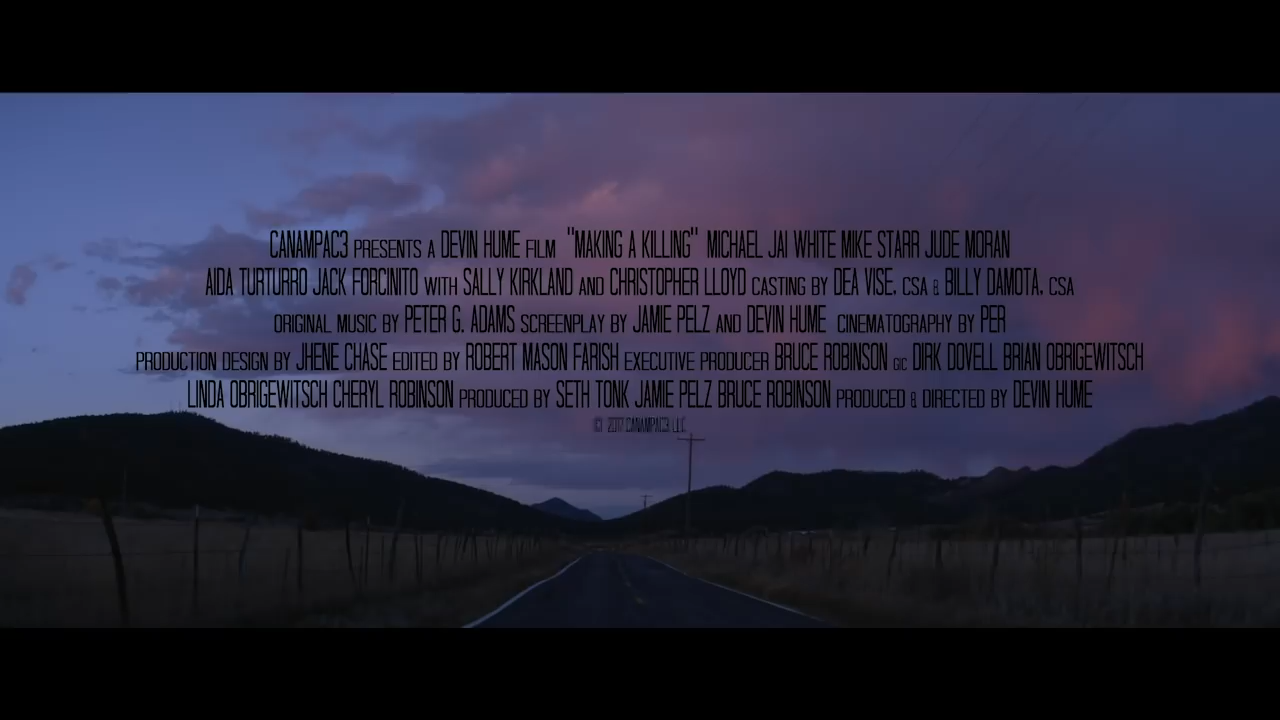 CANAMPAC3 PRESENTS A DEVIN HUME FILM "MAKING A KILLING" MICHAEL JAI WHITE MIKE STARR JUDE MORAN
AIDA TURTURRO JACK FORCINITO WITH SALLY KIRKLAND AND CHRISTOPHER LLOYD CASTING BY DEA VISE, CSA & BILLY DAMOTA, CSA
ORIGINAL MUSIC BY PETER G. ADAMS SCREENPLAY BY JAMIE PELZ AND DEVIN HUME CINEMATOGRAPHY BY PER
PRODUCTION DESIGN BY JHENE CHASE EDITED BY ROBERT MASON FARISH EXECUTIVE PRODUCER BRUCE ROBINSON GIC DIRK DOVELL BRIAN OBRIGEWITSCH
LINDA OBRIGEWITSCH CHERYL ROBINSON PRODUCED BY SETH TONK JAMIE PELZ BRUCE ROBINSON PRODUCED & DIRECTED BY DEVIN HUME
© 2017 CANAMPAC3 LLC